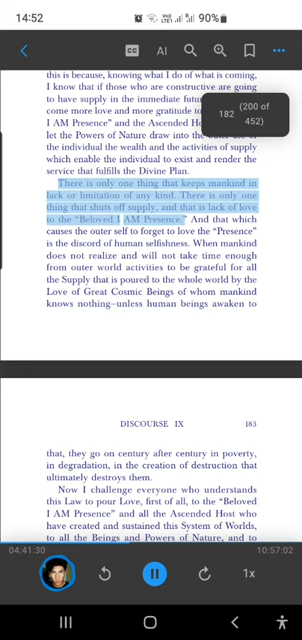 14:52
90%
CC AI
this is because, knowing what I do of what is coming,
I know that if those who are constructive are going
to have supply in the immediate futu
come more love and more gratitude to
I AM Presence" and the Ascended H
let the Powers of Nature draw into the
the individual the wealth and the activities of supply
which enable the individual to exist and render the
service that fulfills the Divine Plan.
182 (200 of
452)
There is only one thing that keeps mankind in
lack or limitation of any kind. There is only one
thing that shuts off supply, and that is lack of love
to the "Beloved I AM Presence." And that which
causes the outer self to forget to love the "Presence"
is the discord of human selfishness. When mankind
does not realize and will not take time enough
from outer world activities to be grateful for all
the Supply that is poured to the whole world by the
Love of Great Cosmic Beings of whom mankind
knows nothing—unless human beings awaken to
DISCOURSE IX 183
that, they go on century after century in poverty,
in degradation, in the creation of destruction that
ultimately destroys them.
Now I challenge everyone who understands
this Law to pour Love, first of all, to the "Beloved
I AM Presence" and all the Ascended Host who
have created and sustained this System of Worlds,
to all the Beings and Powers of Nature, and to
04:41:30 10:57:02
1x